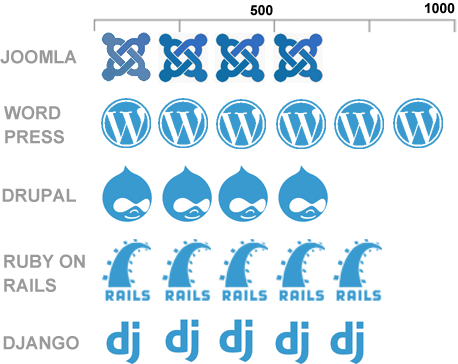 500 1000
JOOMLA
WORD
PRESS
W W W W W W
DRUPAL
RUBY ON
RAILS
RAILS RAILS RAILS RAILS RAILS
DJANGO
dj dj dj dj dj